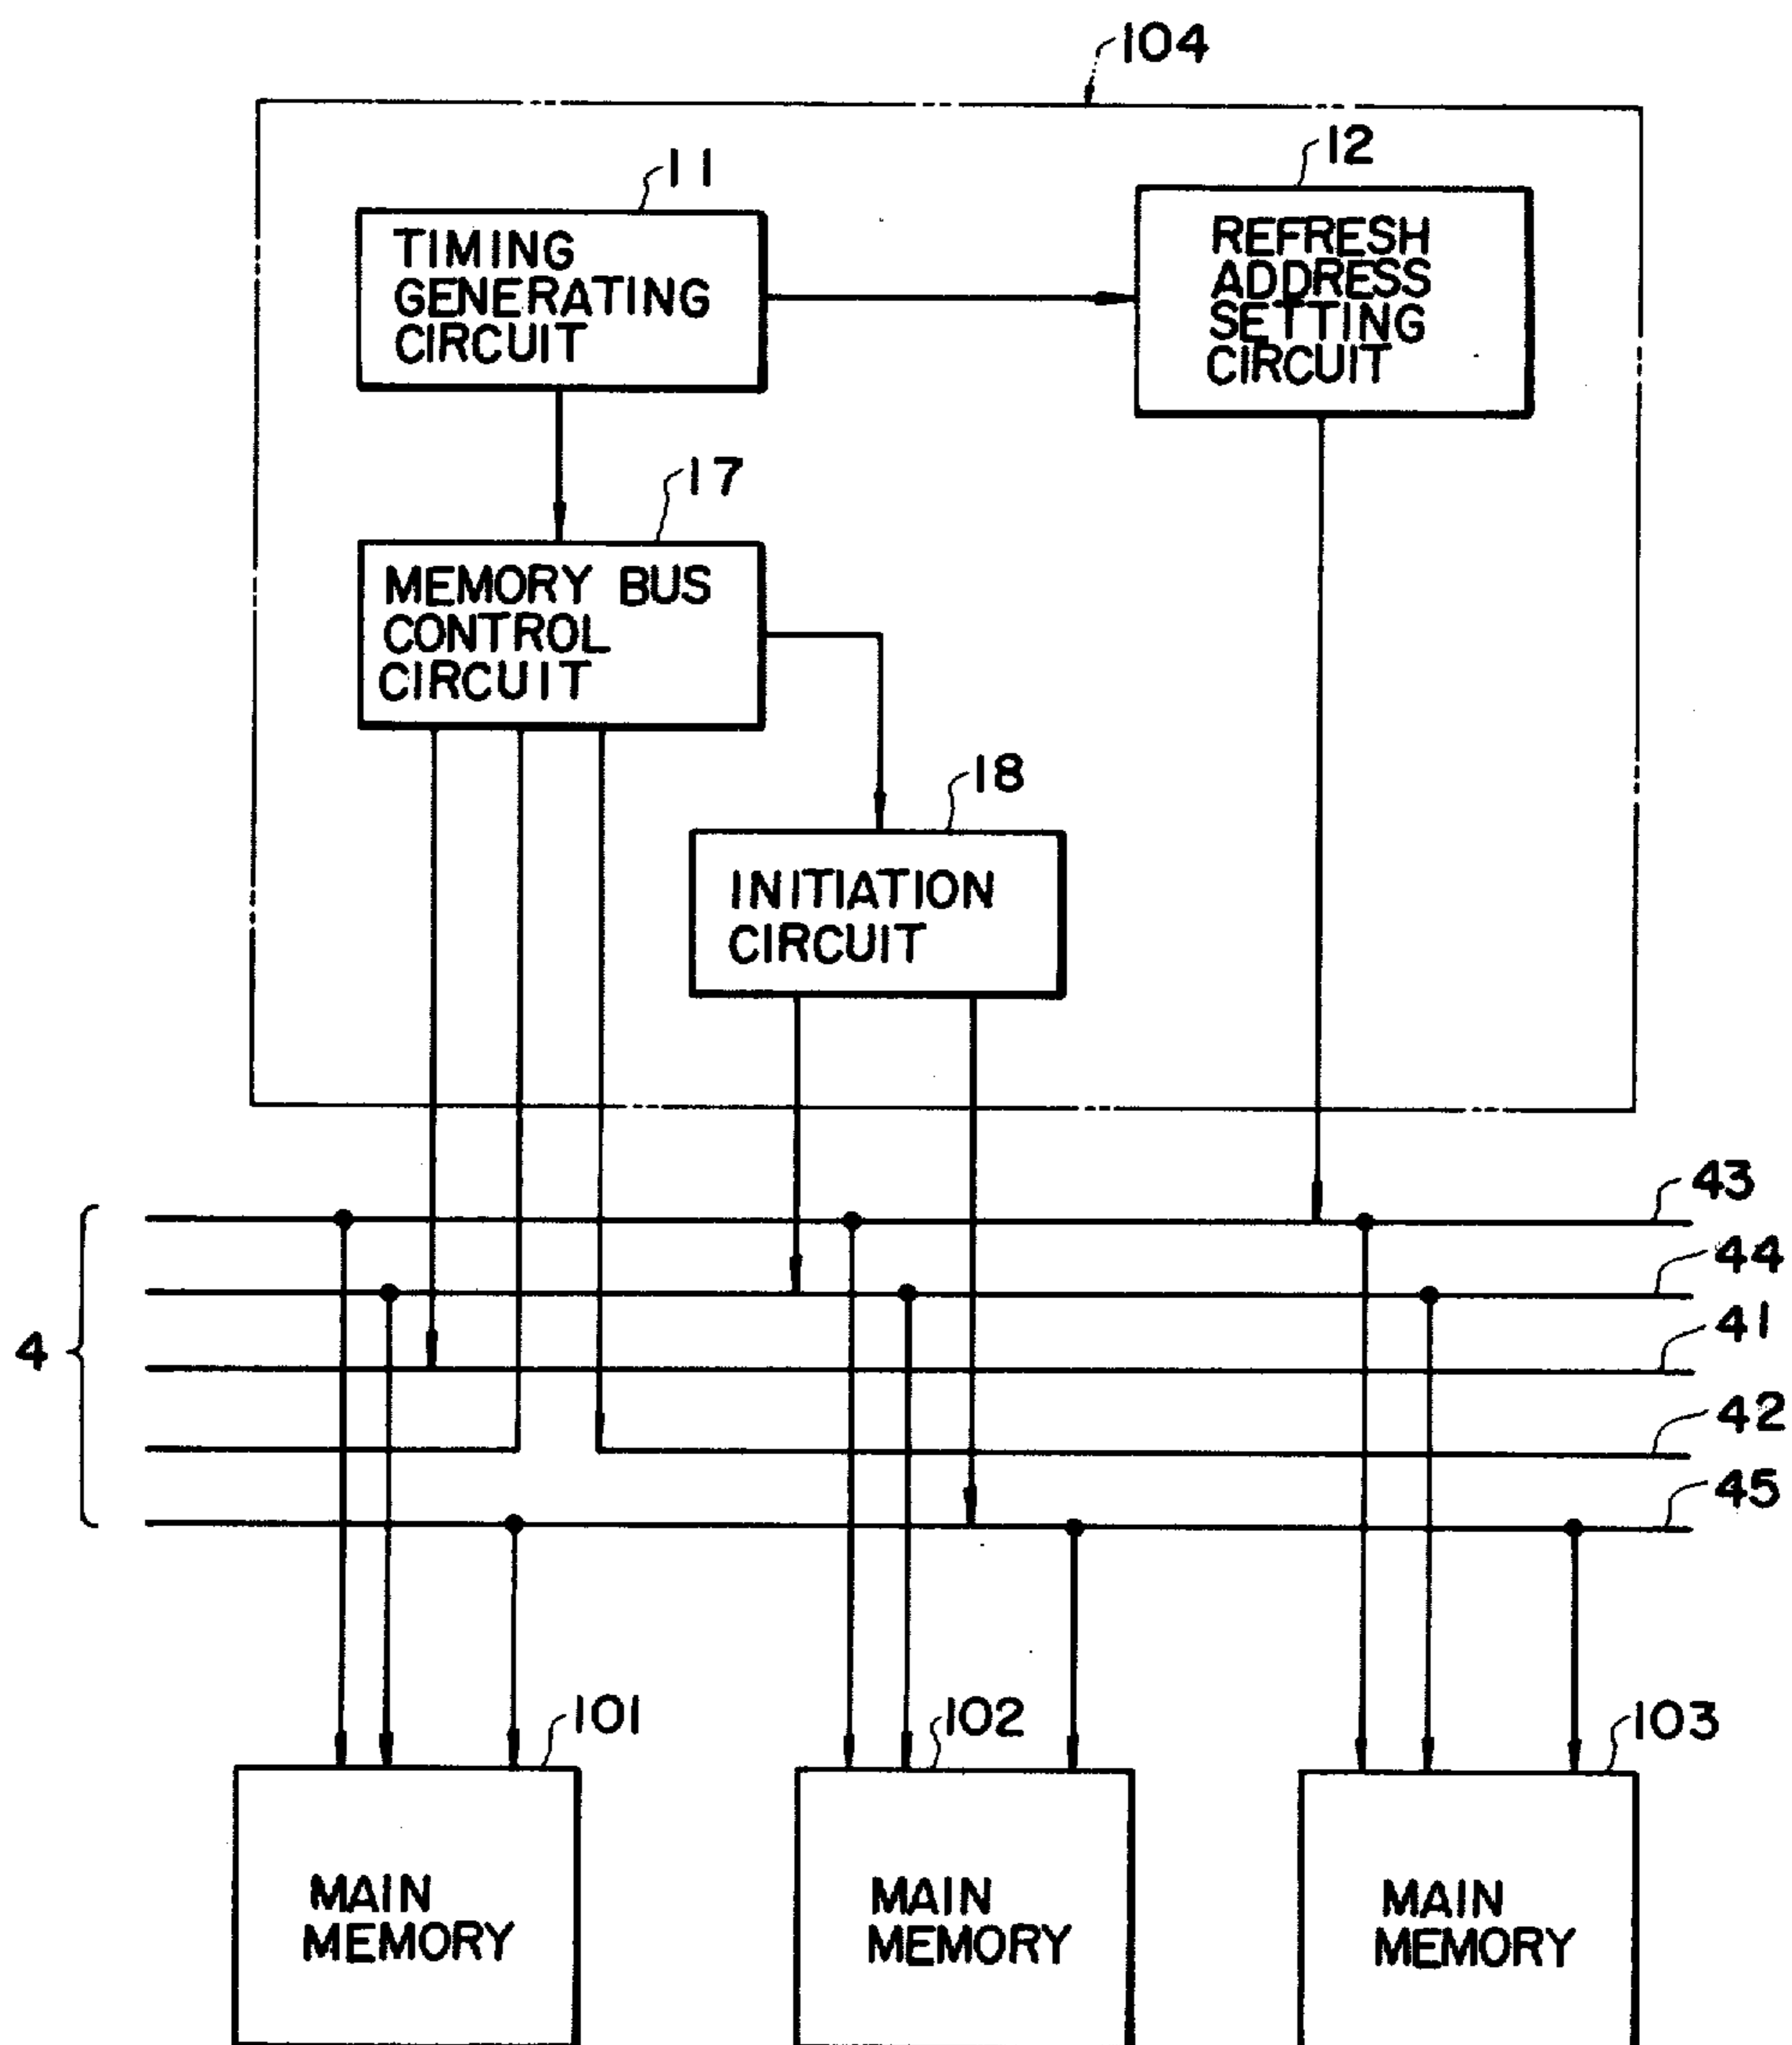 104
11
12
TIMING
GENERATING
CIRCUIT
REFRESH
ADDRESS
SETTING
CIRCUIT
17
MEMORY BUS
CONTROL
CIRCUIT
18
INITIATION
CIRCUIT
43
44
4
41
42
45
101
102
103
MAIN
MEMORY
MAIN
MEMORY
MAIN
MEMORY